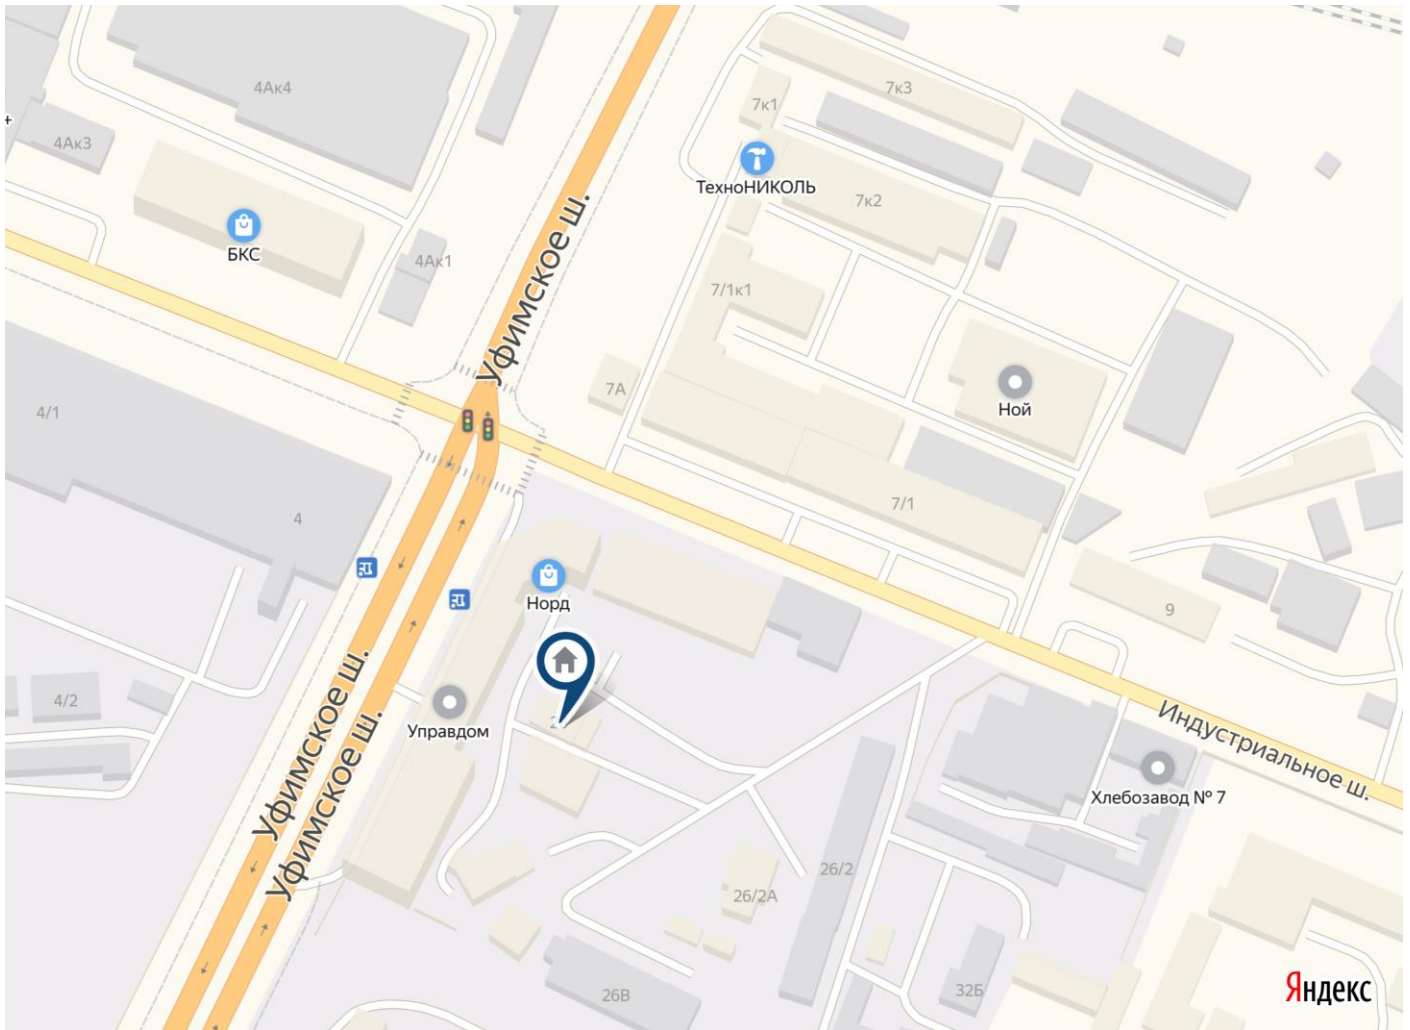 4Ак4
7к3
7к1
+
4Ак3
ТехноНИКОЛЬ
7к2
Уфимское ш.
БКС
4Ак1
7/1к1
7А
Ной
4/1
7/1
4
Норд
9
4/2
Управдом
Уфимское ш.
Уфимское ш.
Индустриальное ш.
Хлебозавод № 7
26/2
26/2А
26В
32Б
Яндекс